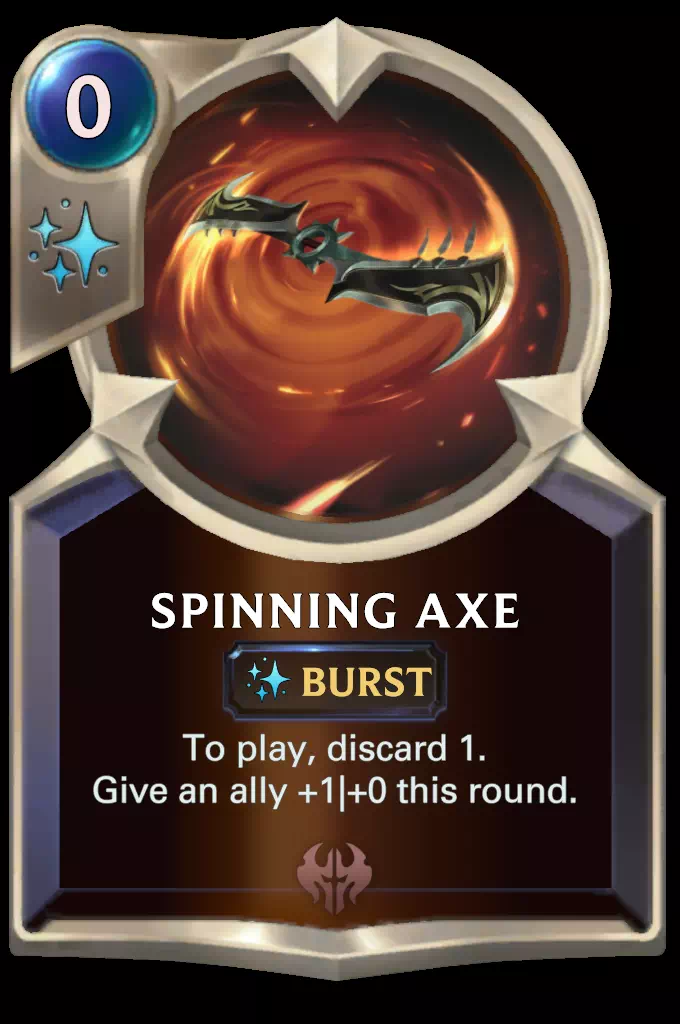 0
SPINNING AXE
BURST
To play, discard 1.
Give an ally +1|+0 this round.